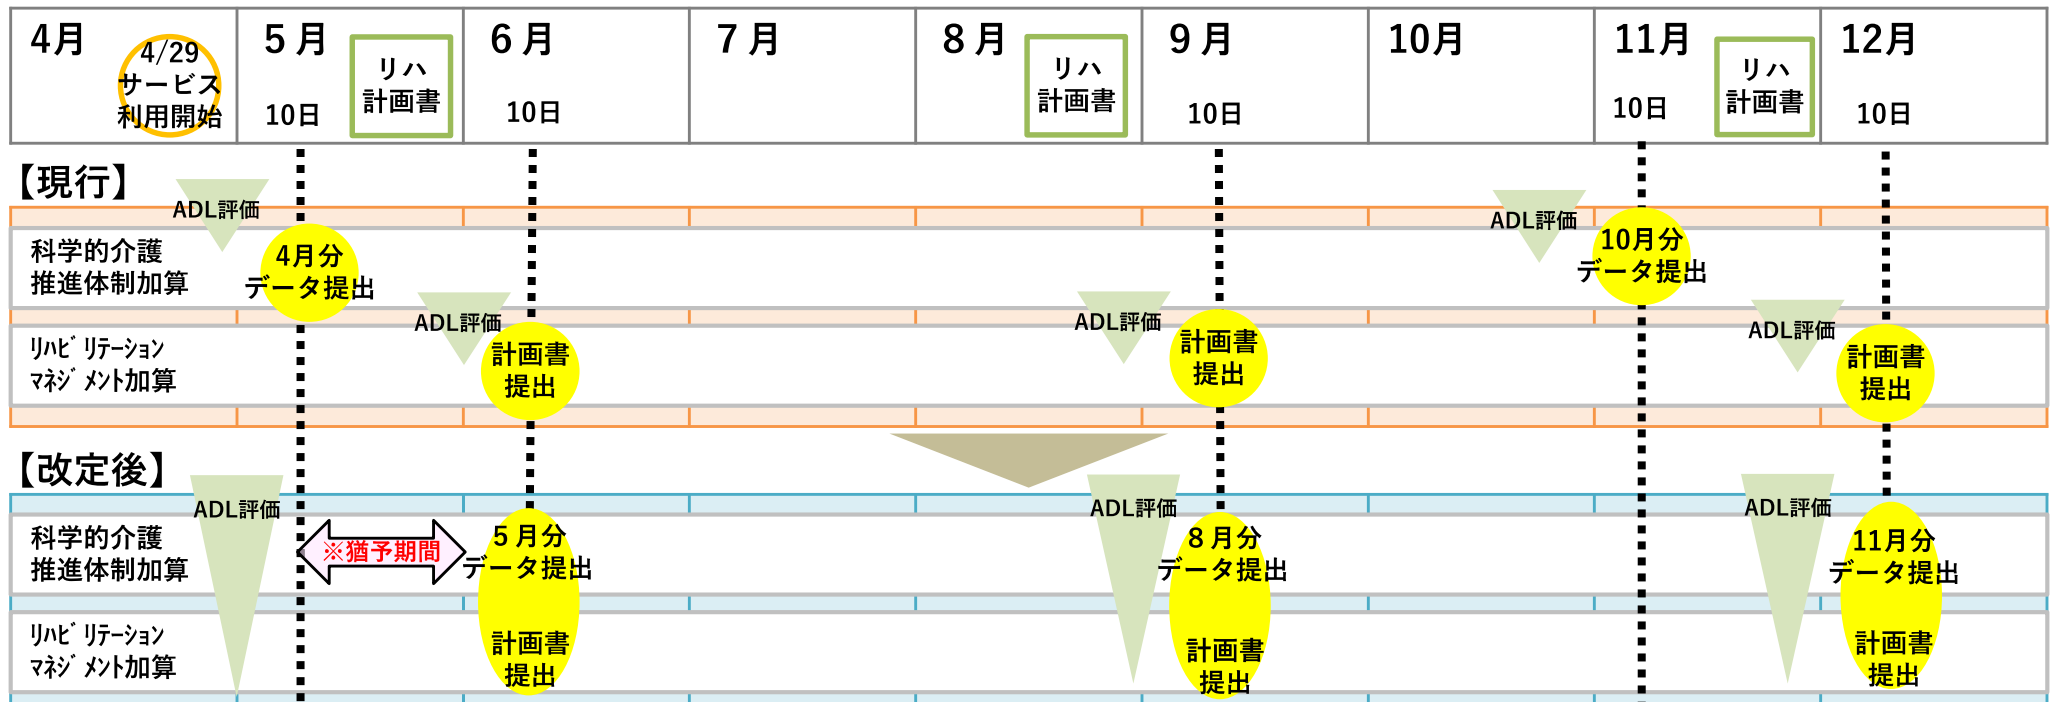 4月
4/29
サービス
利用開始
5月
10日
リハ
計画書
6月
10日
7月
8月
リハ
計画書
9月
10日
10月
11月
10日
リハ
計画書
12月
10日
【現行】
ADL評価
ADL評価
科学的介護
推進体制加算
4月分
データ提出
10月分
データ提出
ADL評価
ADL評価
ADL評価
ﾘﾊﾋﾞﾘﾃｰｼｮﾝ
ﾏﾈｼﾞﾒﾝﾄ加算
計画書
提出
計画書
提出
計画書
提出
【改定後】
ADL評価
ADL評価
ADL評価
科学的介護
推進体制加算
※猶予期間
5月分
データ提出
8月分
データ提出
11月分
データ提出
ﾘﾊﾋﾞﾘﾃｰｼｮﾝ
ﾏﾈｼﾞﾒﾝﾄ加算
計画書
提出
計画書
提出
計画書
提出